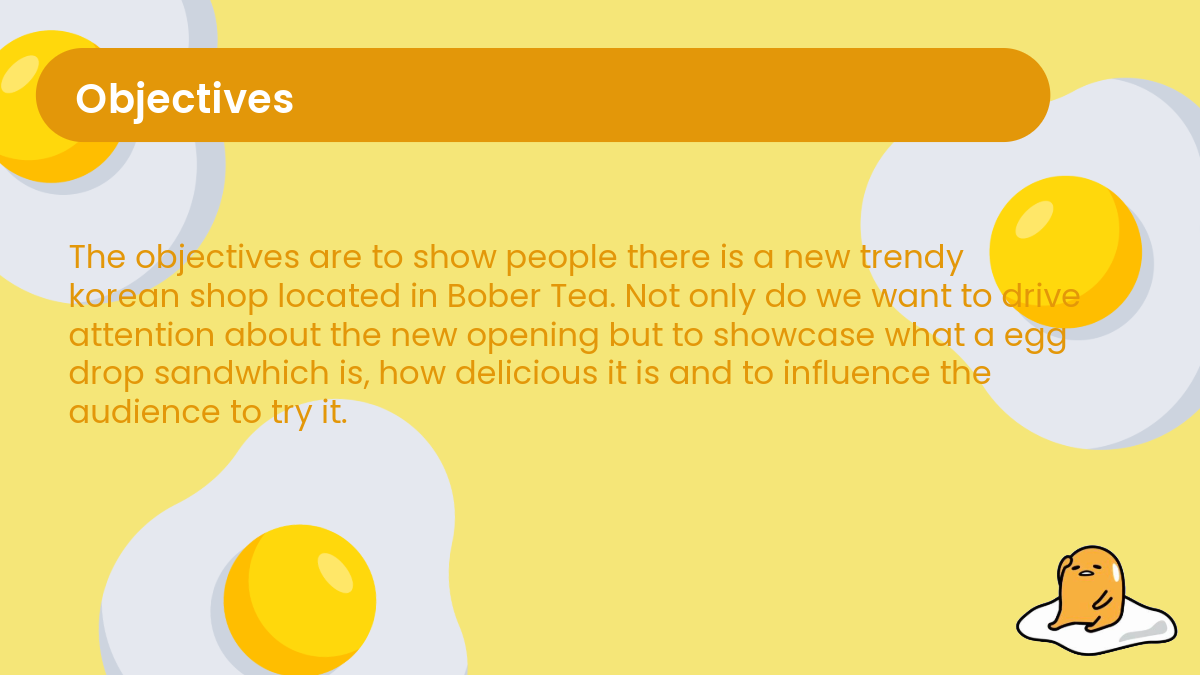 Objectives
The objectives are to show people there is a new trendy
korean shop located in Bober Tea. Not only do we want to drive
attention about the new opening but to showcase what a egg
drop sandwhich is, how delicious it is and to influence the
audience to try it.